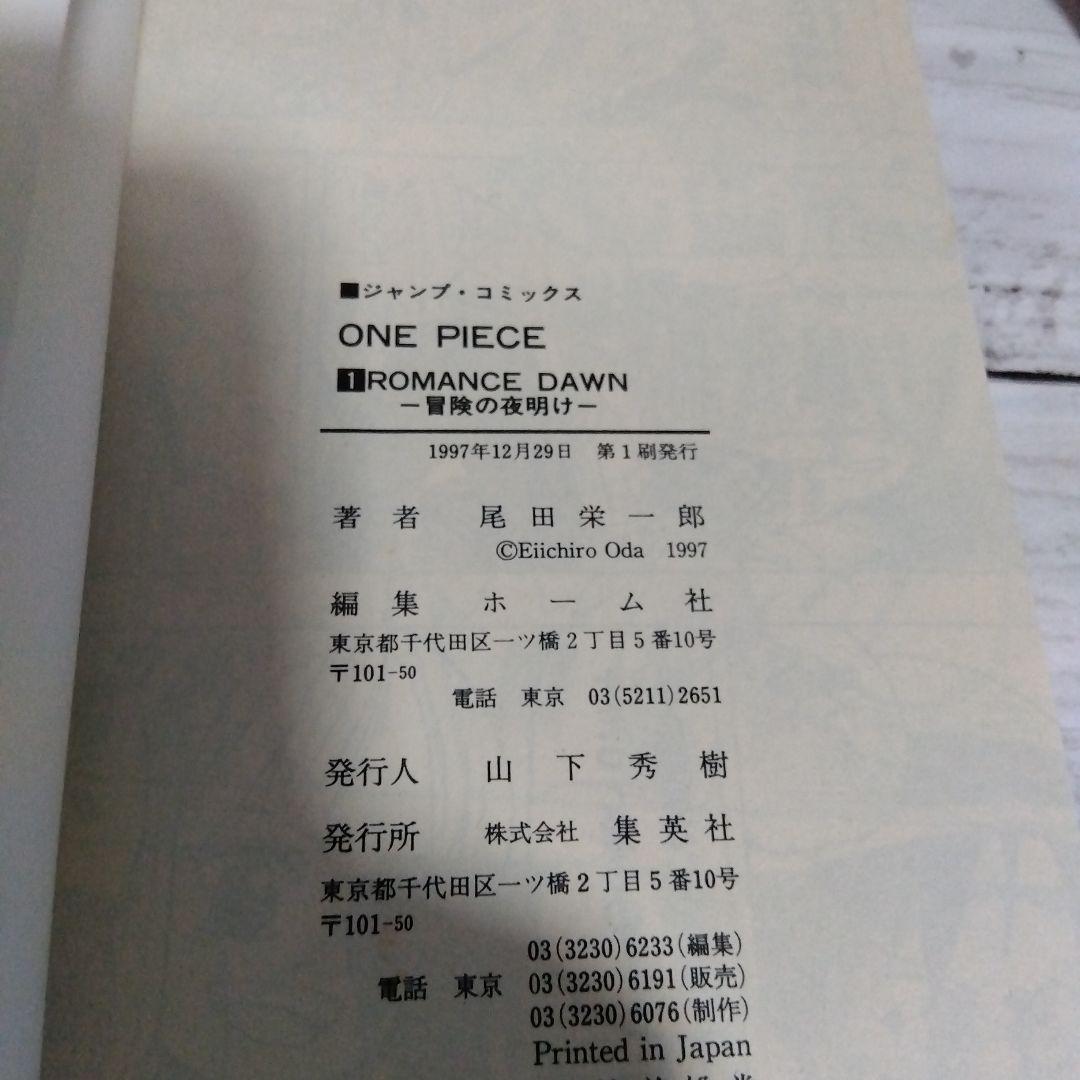 ■ジャンプ・コミックス
ONE PIECE
1 ROMANCE DAWN
―冒険の夜明け―
1997年12月29日 第1刷発行
著者 尾田栄一郎
©Eiichiro Oda 1997
編集 ホーム社
東京都千代田区一ツ橋2丁目5番10号
〒101-50
電話 東京 03(5211)2651
発行人 山下秀樹
発行所 株式会社 集英社
東京都千代田区一ツ橋2丁目5番10号
〒101-50
03(3230)6233(編集)
電話 東京 03(3230)6191(販売)
03(3230)6076(制作)
Printed in Japan